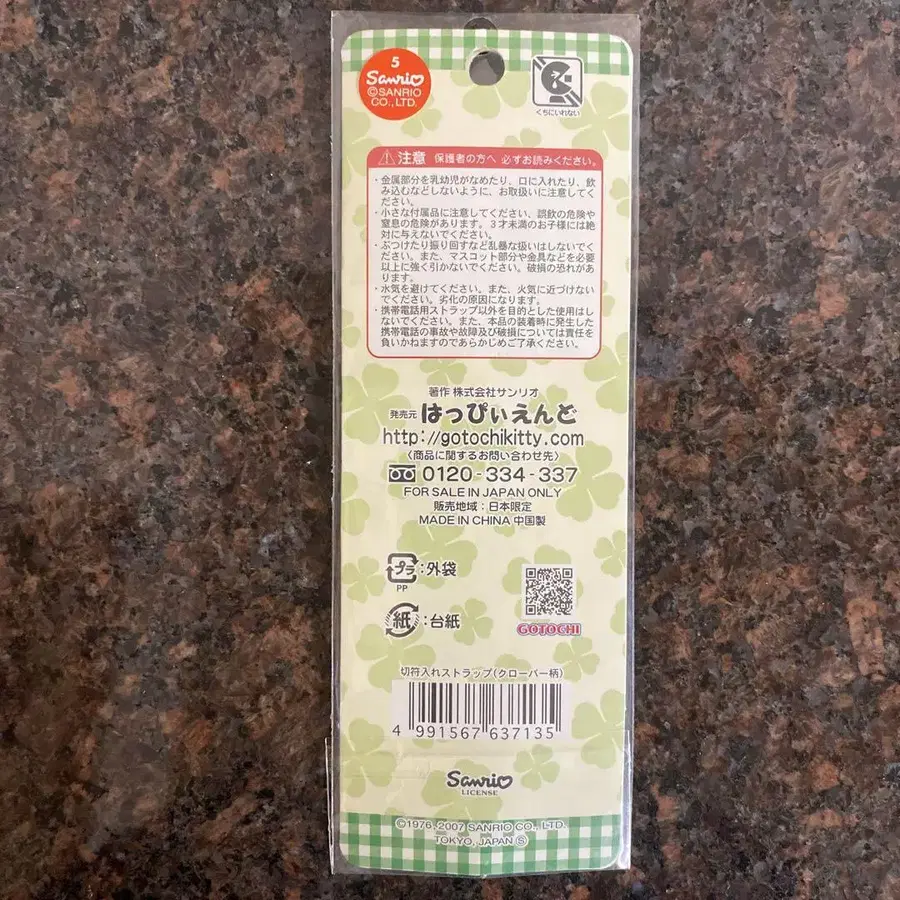 5
Sanrio
©SANRIO
CO.,LTD.
くちにいれない
注意 保護者の方へ 必ずお読みください。
・金属部分を乳幼児がなめたり、口に入れたり、飲
み込むなどしないように、お取扱いに注意してく
ださい。
・小さな付属品に注意してください、誤飲の危険や
窒息の危険があります。３才未満のお子様には絶
対に与えないでください。
・ぶつけたり振り回すなど乱暴な扱いはしないでく
ださい。また、マスコット部分や金具などを必要
以上に強く引かないでください。破損の恐れがあ
ります。
・水気を避けてください。また、火気に近づけない
でください。劣化の原因になります。
・携帯電話用ストラップ以外を目的とした使用はし
ないでください。また、本品の装着時に発生した
携帯電話の事故や故障及び破損については責任を
負いかねますのであらかじめご了承ください。
著作 株式会社サンリオ
発売元 はっぴぃえんど
http://gotochikitty.com
〈商品に関するお問い合わせ先〉
0120-334-337
FOR SALE IN JAPAN ONLY
販売地域：日本限定
MADE IN CHINA 中国製
プラ：外袋
PP
紙：台紙
GOTOCHI
切符入れストラップ(クローバー柄)
4 991567 637135
Sanrio
LICENSE
©1976, 2007 SANRIO CO., LTD.
TOKYO, JAPAN Ⓢ